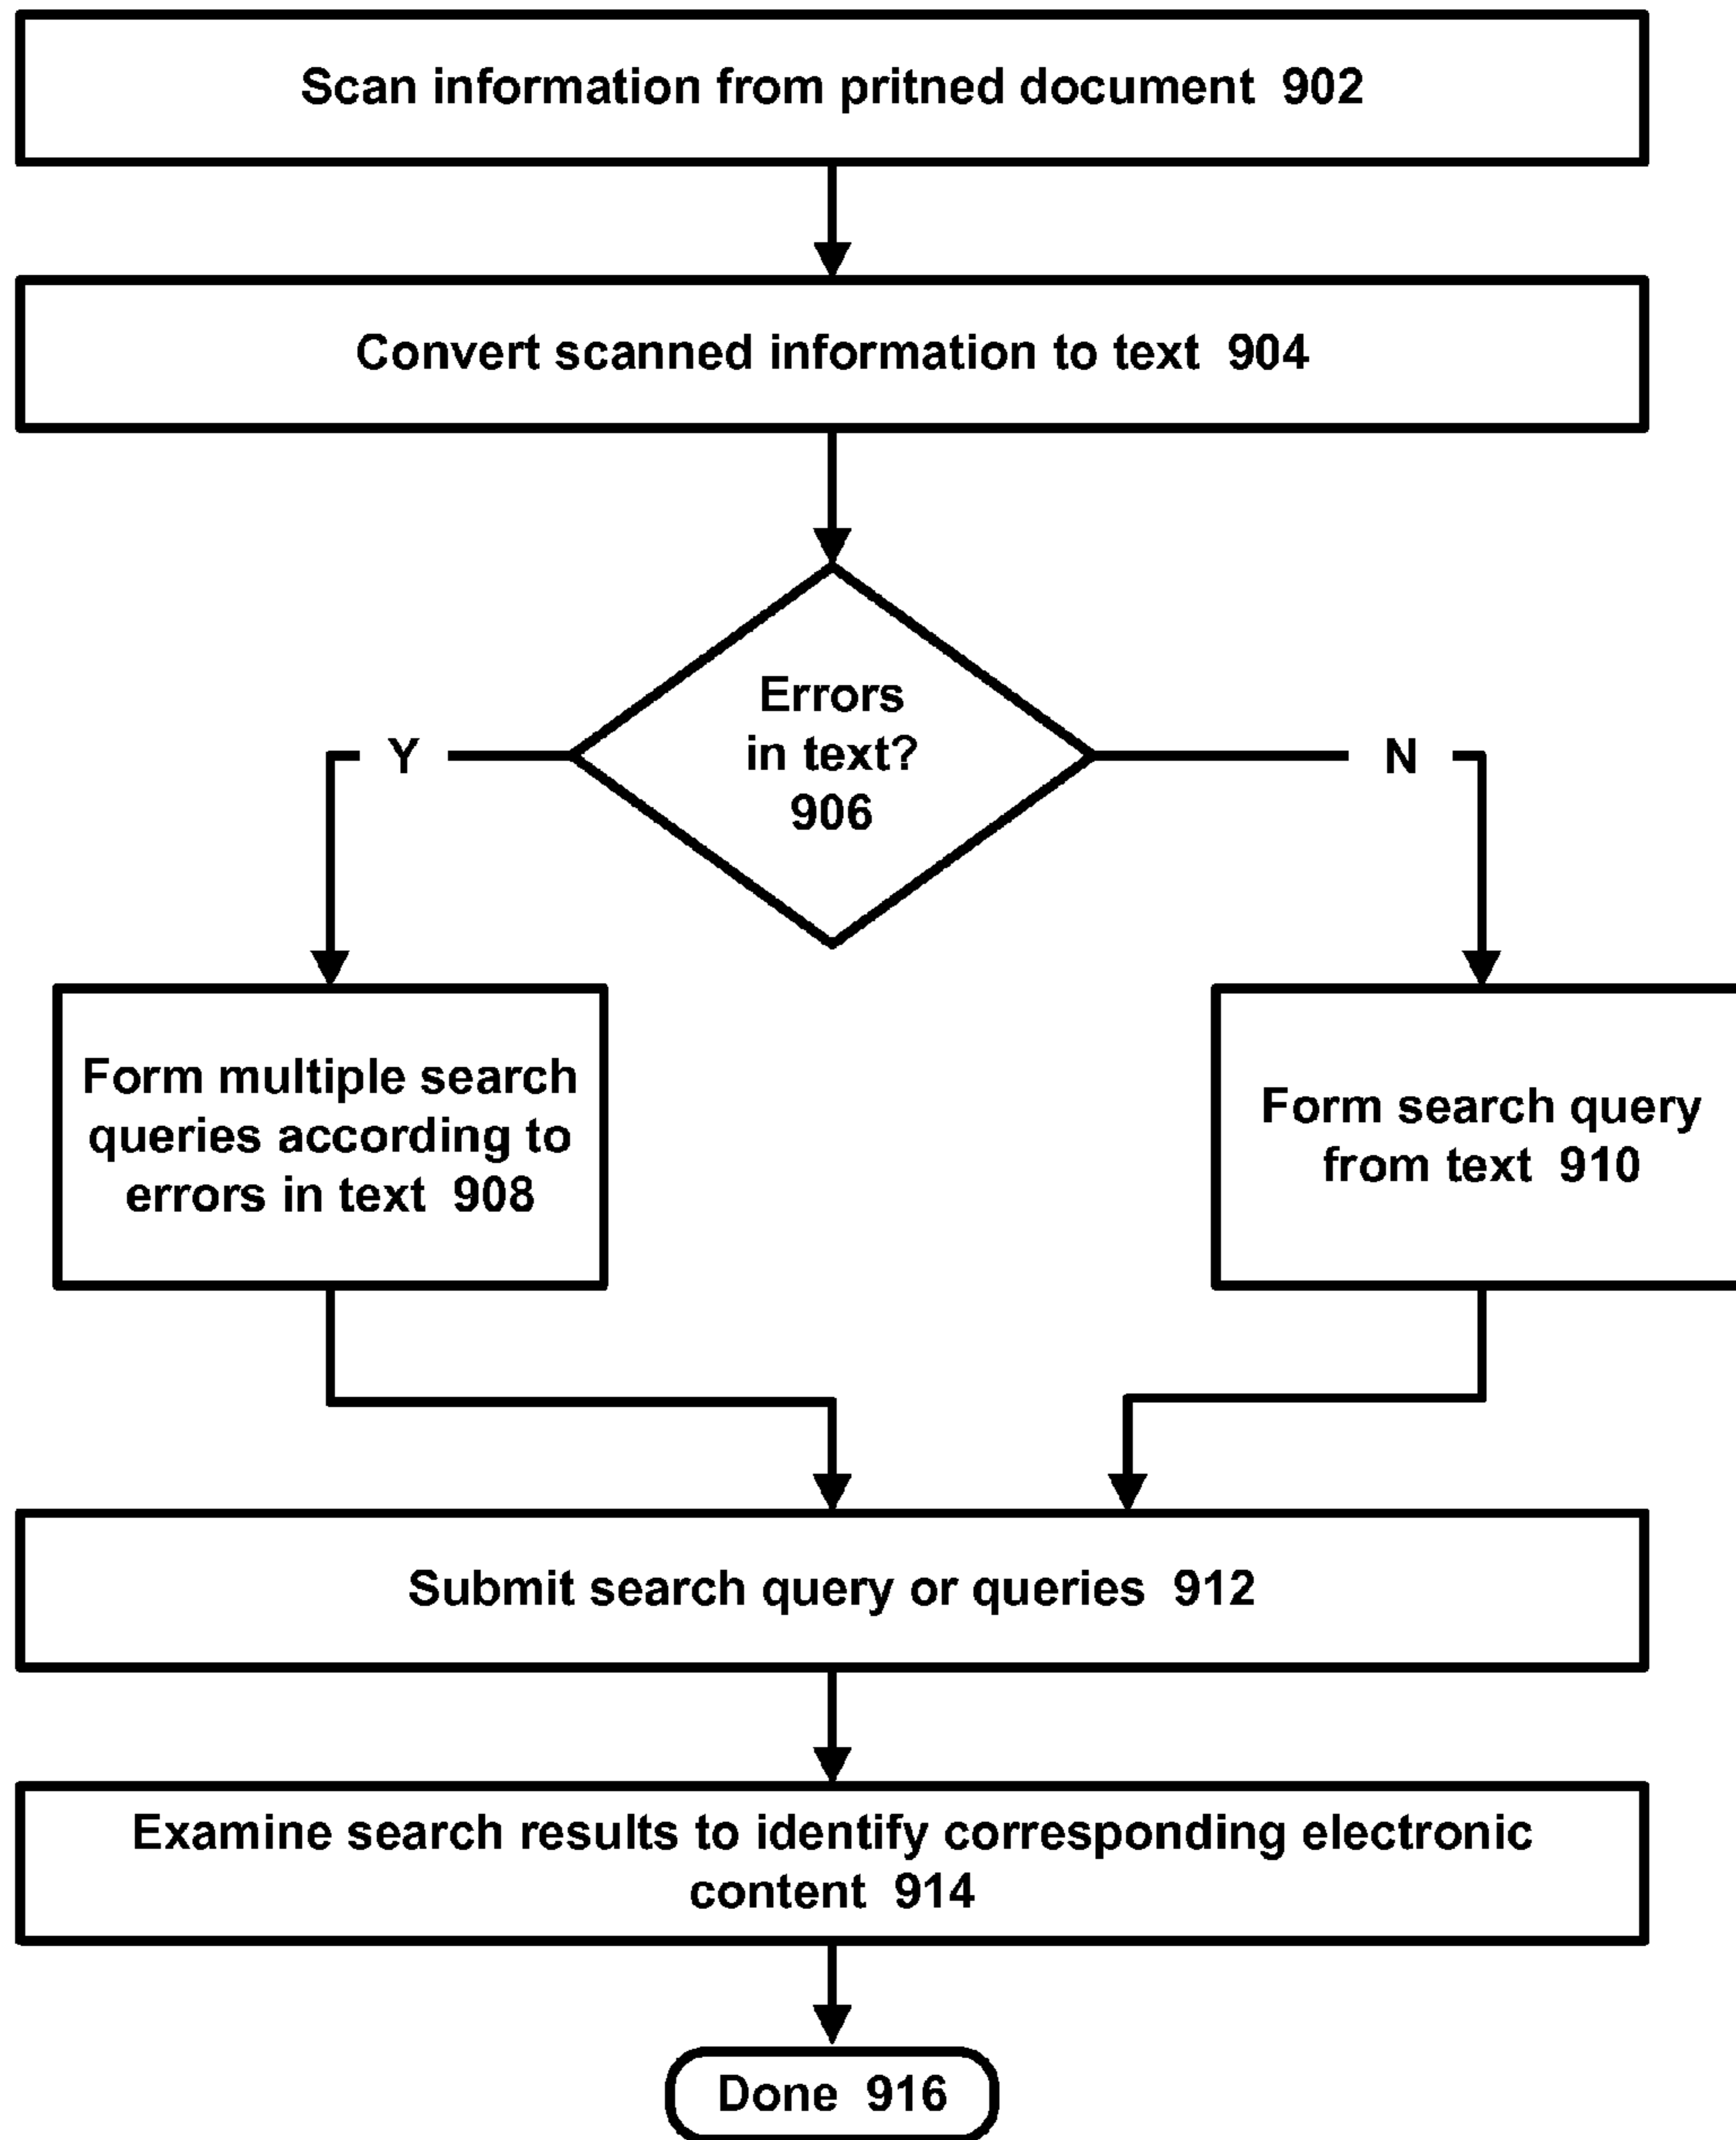 Scan information from pritned document 902
Convert scanned information to text 904
Errors
in text?
906
Y
N
Form multiple search
queries according to
errors in text 908
Form search query
from text 910
Submit search query or queries 912
Examine search results to identify corresponding electronic
content 914
Done 916